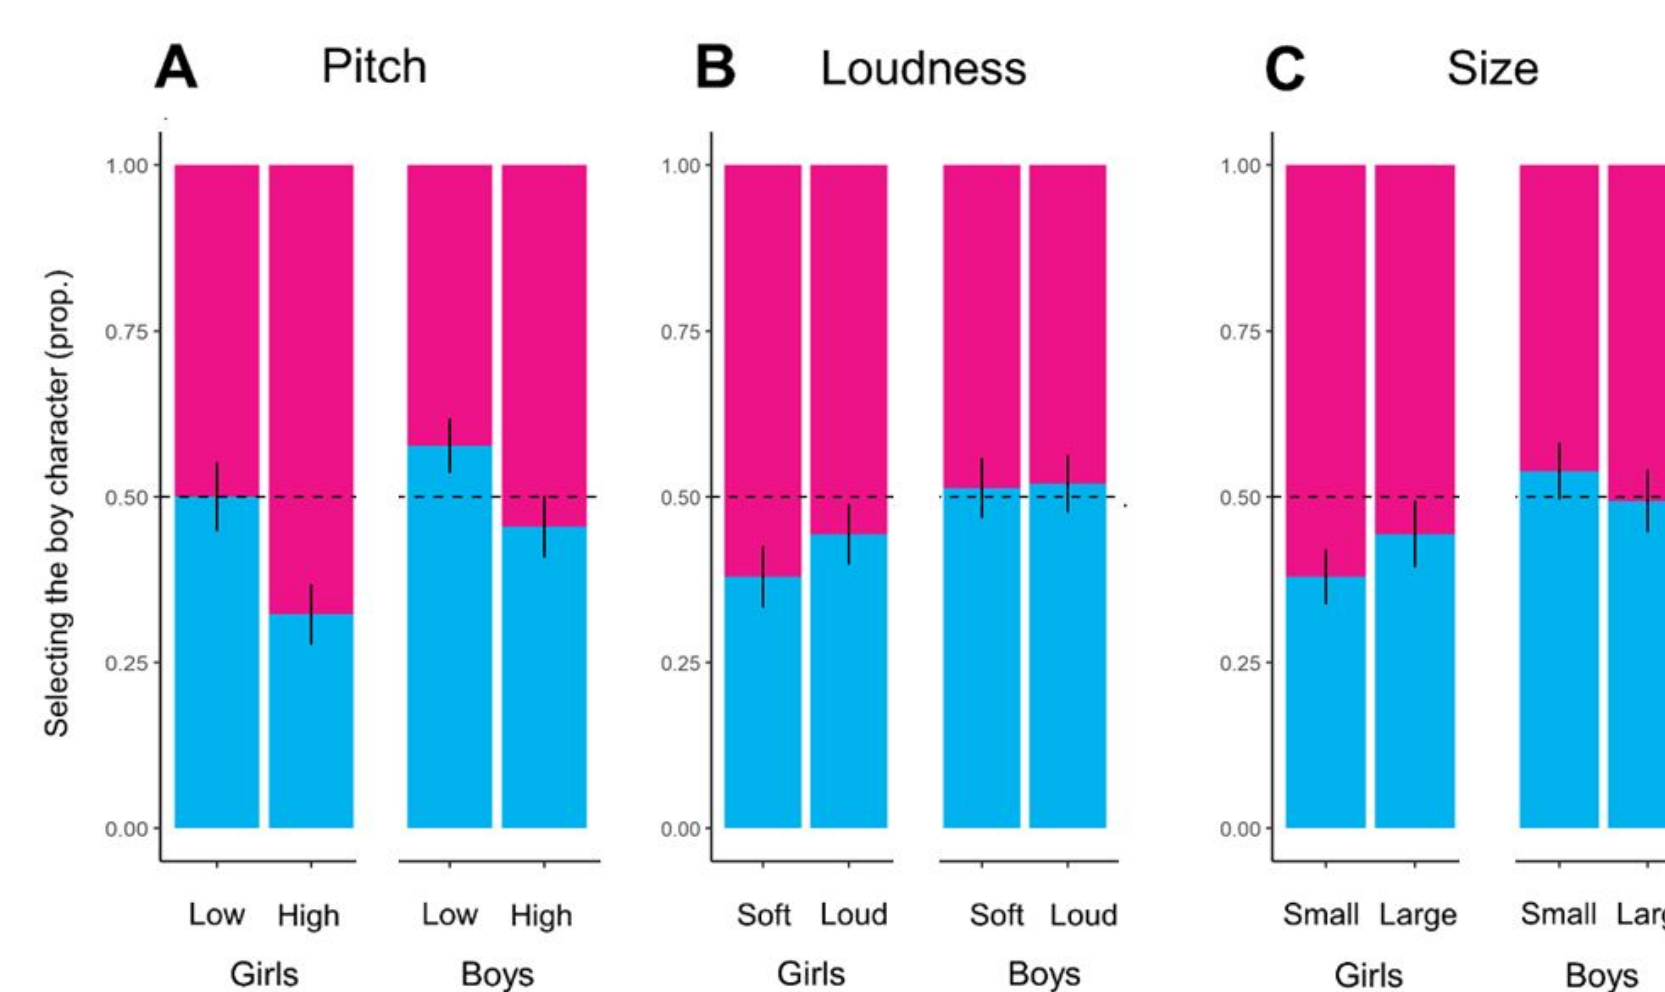 A Pitch
B Loudness
C Size
Selecting the boy character (prop.)
1.00
0.75
0.50
0.25
0.00
Low High Low High
Girls Boys
1.00
0.75
0.50
0.25
0.00
Soft Loud Soft Loud
Girls Boys
1.00
0.75
0.50
0.25
0.00
Small Large Small Larg
Girls Boys